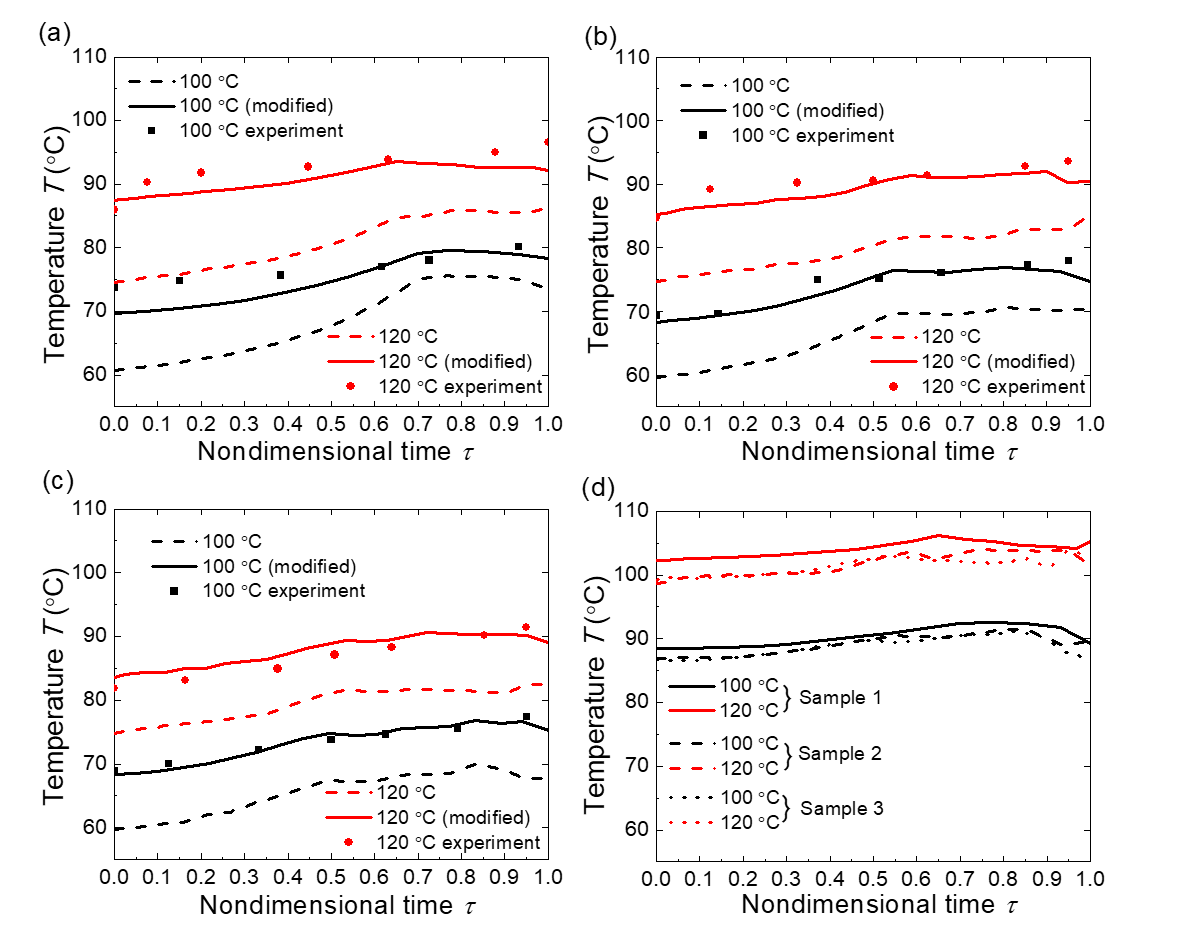 (a)
110
100
90
80
70
60
Temperature T (°C)
100 °C
100 °C (modified)
100 °C experiment
120 °C
120 °C (modified)
120 °C experiment
0.0 0.1 0.2 0.3 0.4 0.5 0.6 0.7 0.8 0.9 1.0
Nondimensional time τ
(b)
110
100
90
80
70
60
Temperature T (°C)
100 °C
100 °C (modified)
100 °C experiment
120 °C
120 °C (modified)
120 °C experiment
0.0 0.1 0.2 0.3 0.4 0.5 0.6 0.7 0.8 0.9 1.0
Nondimensional time τ
(c)
110
100
90
80
70
60
Temperature T (°C)
100 °C
100 °C (modified)
100 °C experiment
120 °C
120 °C (modified)
120 °C experiment
0.0 0.1 0.2 0.3 0.4 0.5 0.6 0.7 0.8 0.9 1.0
Nondimensional time τ
(d)
110
100
90
80
70
60
Temperature T (°C)
100 °C
120 °C
} Sample 1
100 °C
120 °C
} Sample 2
100 °C
120 °C
} Sample 3
0.0 0.1 0.2 0.3 0.4 0.5 0.6 0.7 0.8 0.9 1.0
Nondimensional time τ